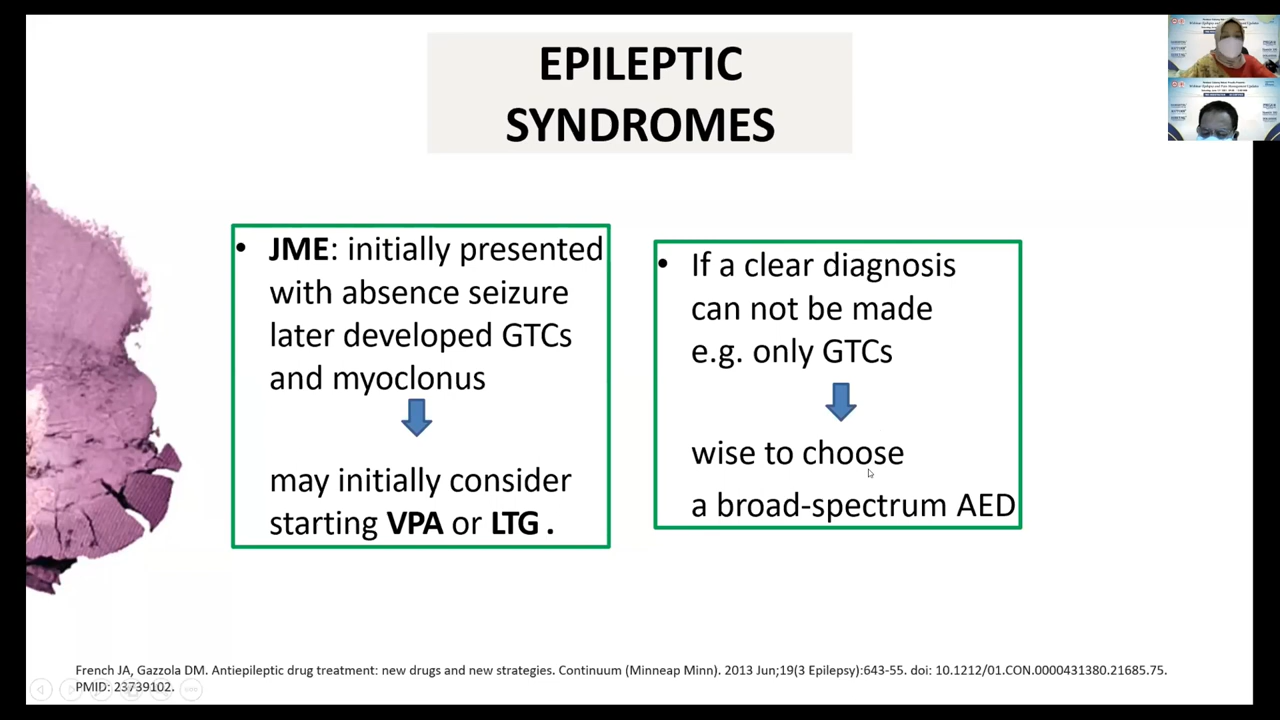 EPILEPTIC
SYNDROMES
• JME: initially presented
with absence seizure
later developed GTCs
and myoclonus
may initially consider
starting VPA or LTG .
• If a clear diagnosis
can not be made
e.g. only GTCs
wise to choose
a broad-spectrum AED
French JA, Gazzola DM. Antiepileptic drug treatment: new drugs and new strategies. Continuum (Minneap Minn). 2013 Jun;19(3 Epilepsy):643-55. doi: 10.1212/01.CON.0000431380.21685.75.
PMID: 23739102.